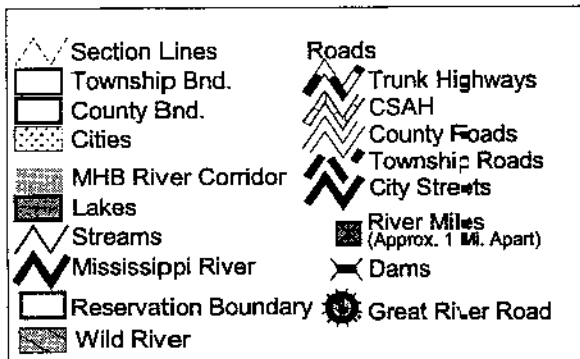 Section Lines
Township Bnd.
County Bnd.
Cities
MHB River Corridor
Lakes
Streams
Mississippi River
Reservation Boundary
Wild River
Roads
Trunk Highways
CSAH
County Roads
Township Roads
City Streets
River Miles
(Approx. 1 Mi. Apart)
Dams
Great River Road